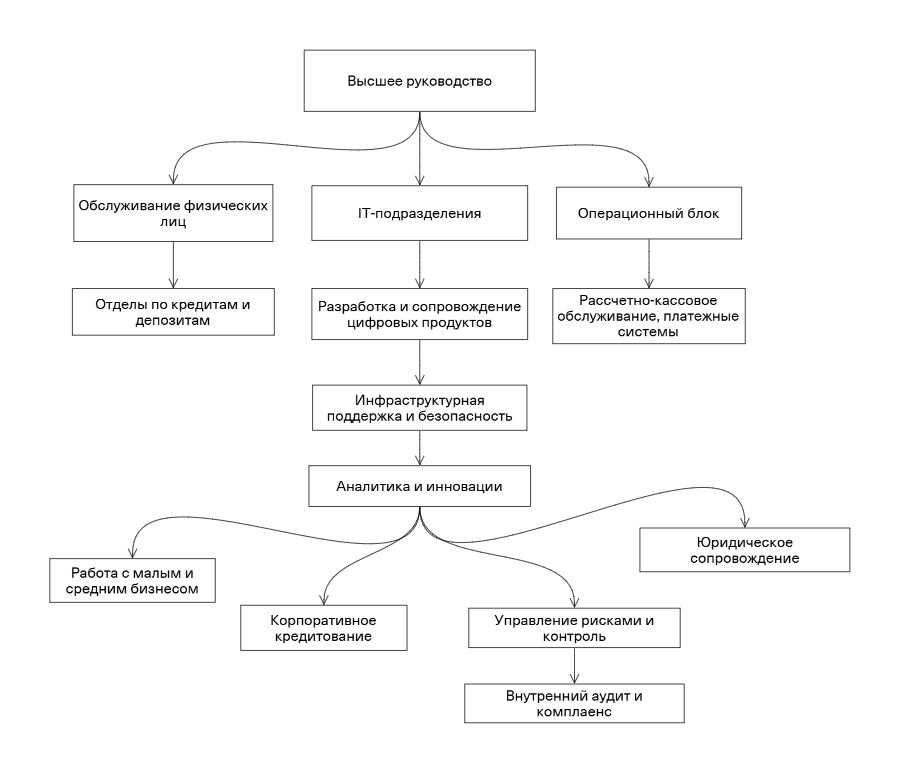 Высшее руководство
Обслуживание физических
лиц
IT-подразделения
Операционный блок
Отделы по кредитам и
депозитам
Разработка и сопровождение
цифровых продуктов
Рассчетно-кассовое
обслуживание, платежные
системы
Инфраструктурная
поддержка и безопасность
Аналитика и инновации
Юридическое
сопровождение
Работа с малым и
средним бизнесом
Корпоративное
кредитование
Управление рисками и
контроль
Внутренний аудит и
комплаенс